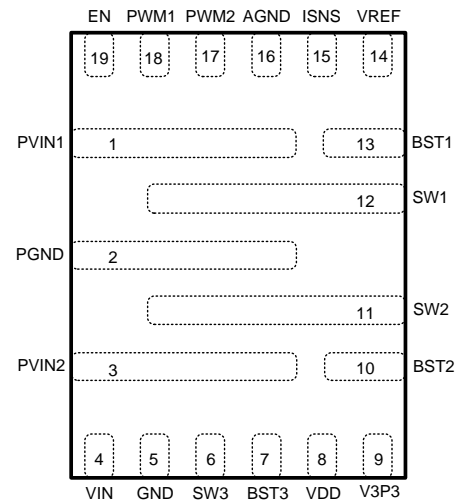 EN PWM1 PWM2 AGND ISNS VREF
19 18 17 16 15 14
PVIN1 1 13 BST1
12 SW1
PGND 2
11 SW2
PVIN2 3 10 BST2
4 5 6 7 8 9
VIN GND SW3 BST3 VDD V3P3